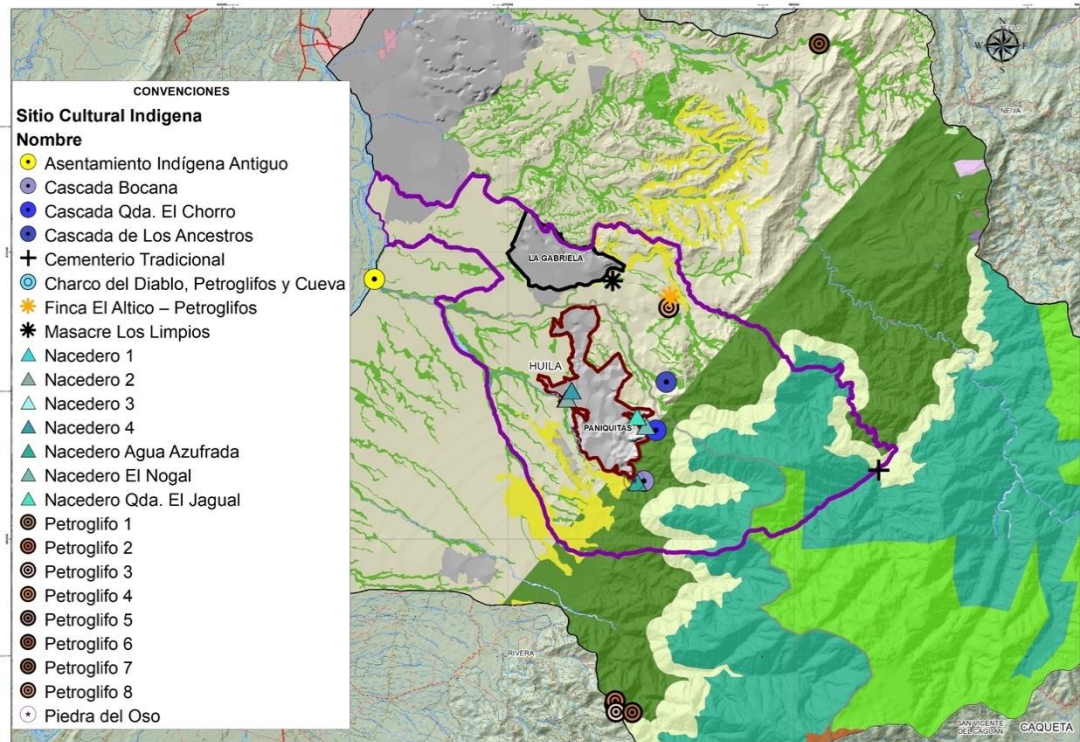 CONVENCIONES
Sitio Cultural Indigena
Nombre
Asentamiento Indígena Antiguo
Cascada Bocana
Cascada Qda. El Chorro
Cascada de Los Ancestros
Cementerio Tradicional
Charco del Diablo, Petroglifos y Cueva
Finca El Altico – Petroglifos
Masacre Los Limpios
Nacedero 1
Nacedero 2
Nacedero 3
Nacedero 4
Nacedero Agua Azufrada
Nacedero El Nogal
Nacedero Qda. El Jagual
Petroglifo 1
Petroglifo 2
Petroglifo 3
Petroglifo 4
Petroglifo 5
Petroglifo 6
Petroglifo 7
Petroglifo 8
Piedra del Oso
W
E
S
NEIVA
LA GABRIELA
HUILA
PANIQUITAS
RIVERA
SAN VICENTE
DEL CAGUÁN
CAQUETA